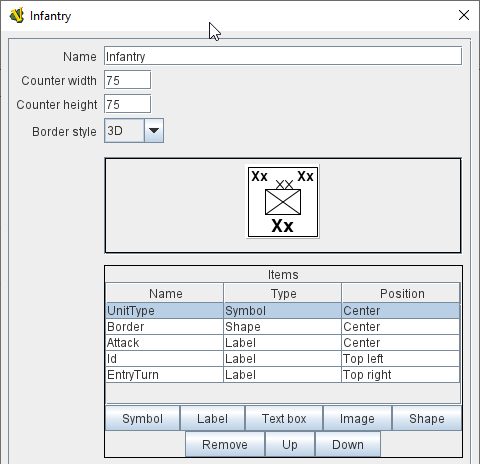 Infantry
Name Infantry
Counter width 75
Counter height 75
Border style 3D
Xx XX Xx
Xx
Items
Name Type Position
UnitType Symbol Center
Border Shape Center
Attack Label Center
Id Label Top left
EntryTurn Label Top right
Symbol Label Text box Image Shape
Remove Up Down